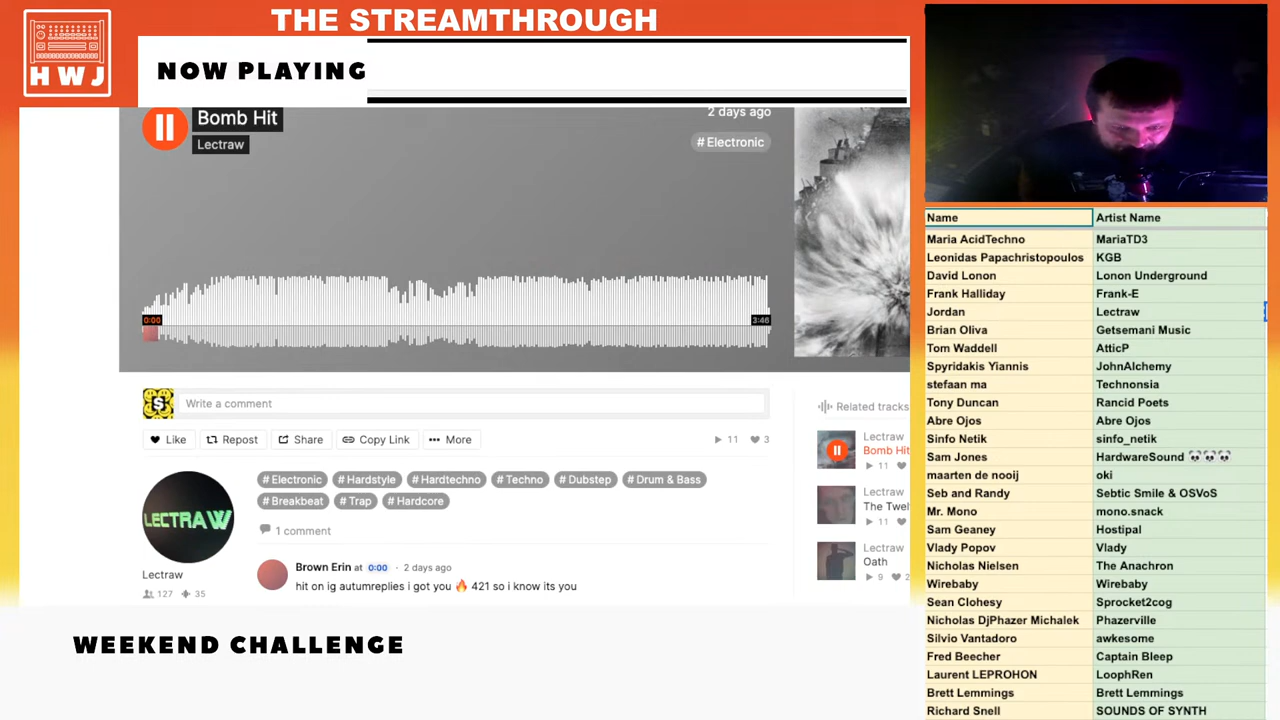 THE STREAMTHROUGH
HWJ
NOW PLAYING
Bomb Hit
Lectraw
2 days ago
# Electronic
0:00
3:46
Write a comment
Like
Repost
Share
Copy Link
More
11
3
# Electronic
# Hardstyle
# Hardtechno
# Techno
# Dubstep
# Drum & Bass
# Breakbeat
# Trap
# Hardcore
1 comment
LECTRAW
Lectraw
127
35
Brown Erin at 0:00 · 2 days ago
hit on ig autumreplies i got you 🔥 421 so i know its you
Related tracks
Lectraw
Bomb Hit
11
Lectraw
The Twel
11
Lectraw
Oath
9 2
WEEKEND CHALLENGE
Name Artist Name
Maria AcidTechno MariaTD3
Leonidas Papachristopoulos KGB
David Lonon Lonon Underground
Frank Halliday Frank-E
Jordan Lectraw
Brian Oliva Getsemani Music
Tom Waddell AtticP
Spyridakis Yiannis JohnAlchemy
stefaan ma Technonsia
Tony Duncan Rancid Poets
Abre Ojos Abre Ojos
Sinfo Netik sinfo_netik
Sam Jones HardwareSound 🐼🐼🐼
maarten de nooij oki
Seb and Randy Sebtic Smile & OSVoS
Mr. Mono mono.snack
Sam Geaney Hostipal
Vlady Popov Vlady
Nicholas Nielsen The Anachron
Wirebaby Wirebaby
Sean Clohesy Sprocket2cog
Nicholas DjPhazer Michalek Phazerville
Silvio Vantadoro awkesome
Fred Beecher Captain Bleep
Laurent LEPROHON LoophRen
Brett Lemmings Brett Lemmings
Richard Snell SOUNDS OF SYNTH